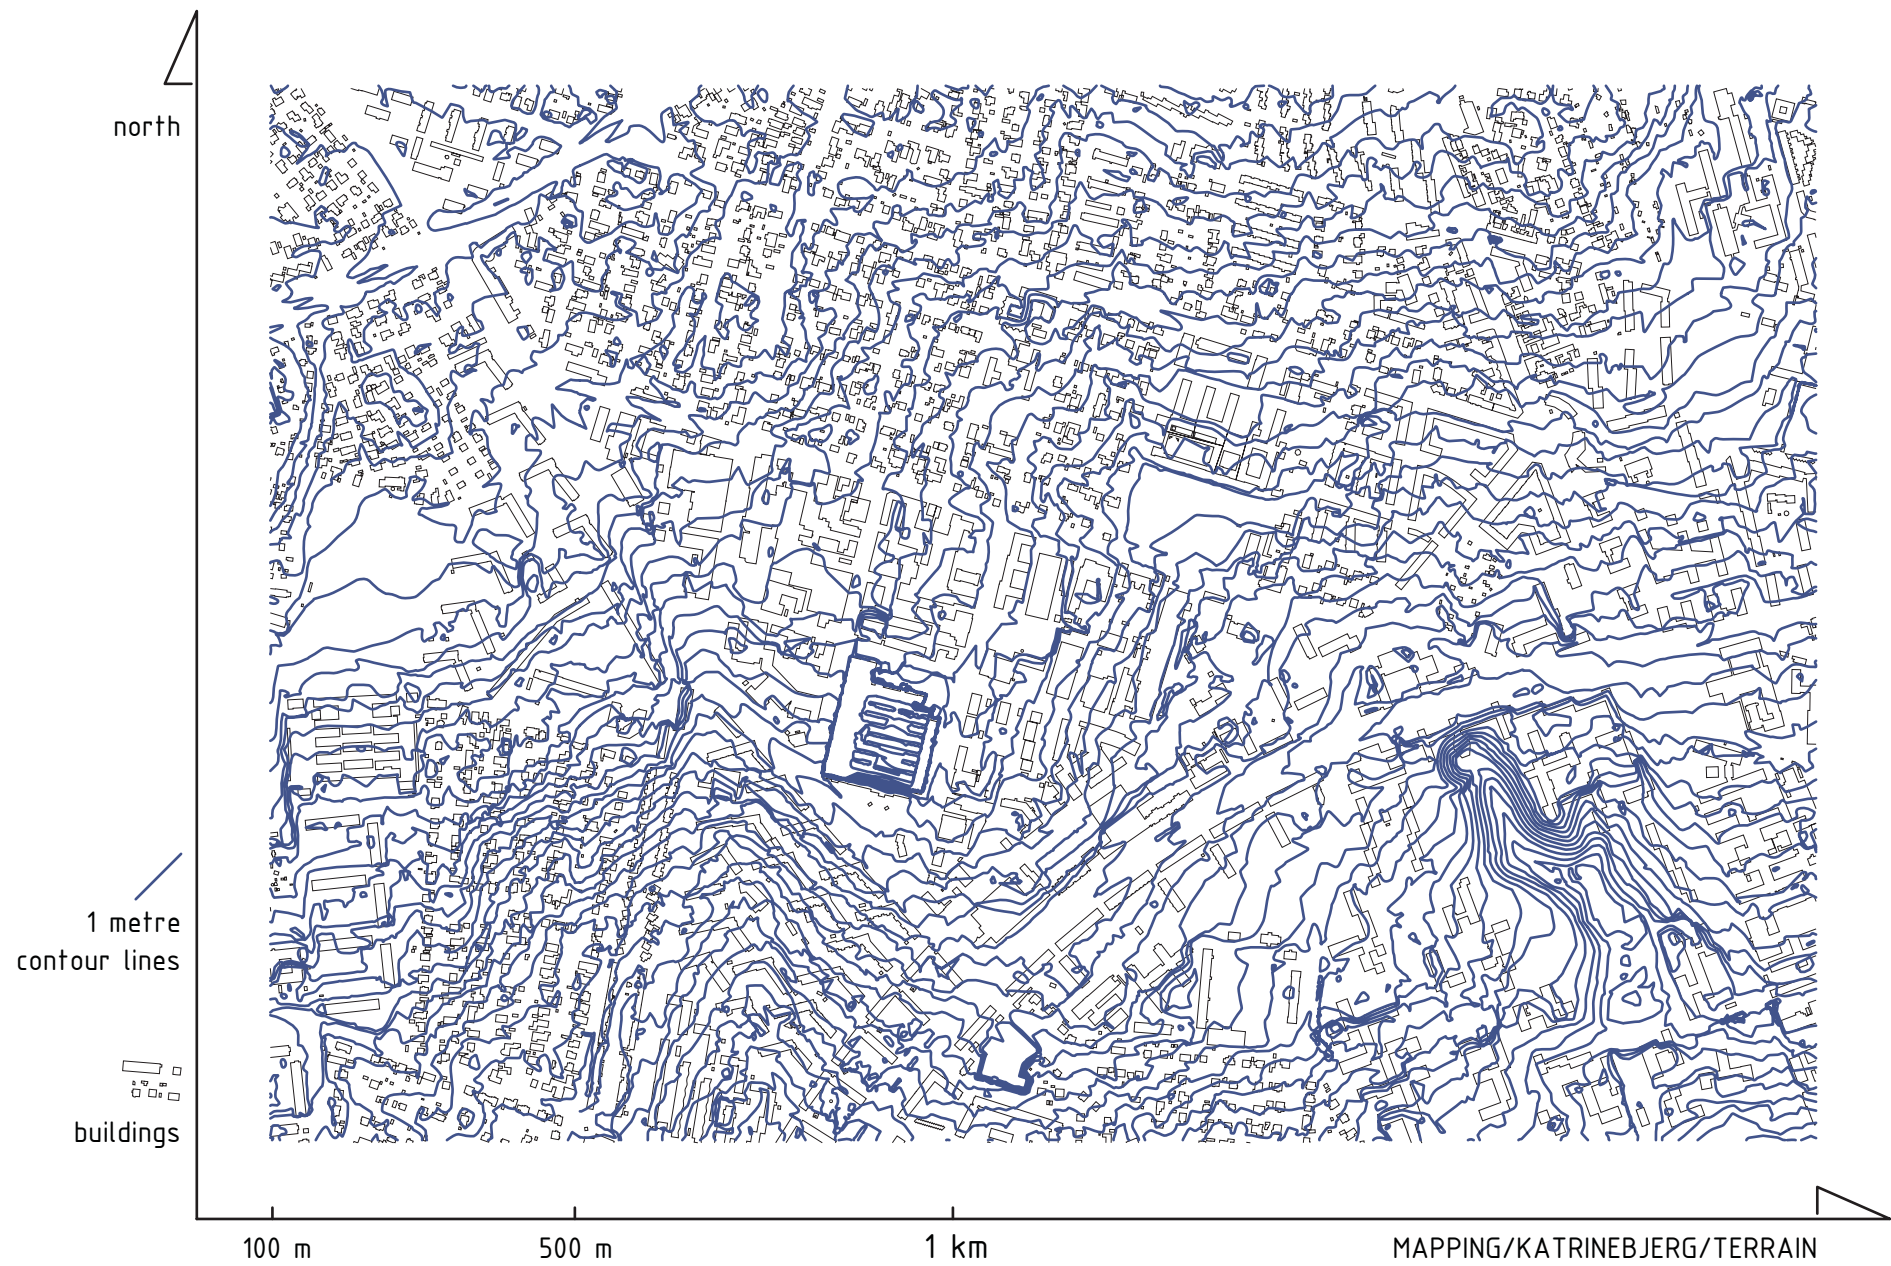 north
1 metre
contour lines
buildings
100 m
500 m
1 km
MAPPING/KATRINEBJERG/TERRAIN